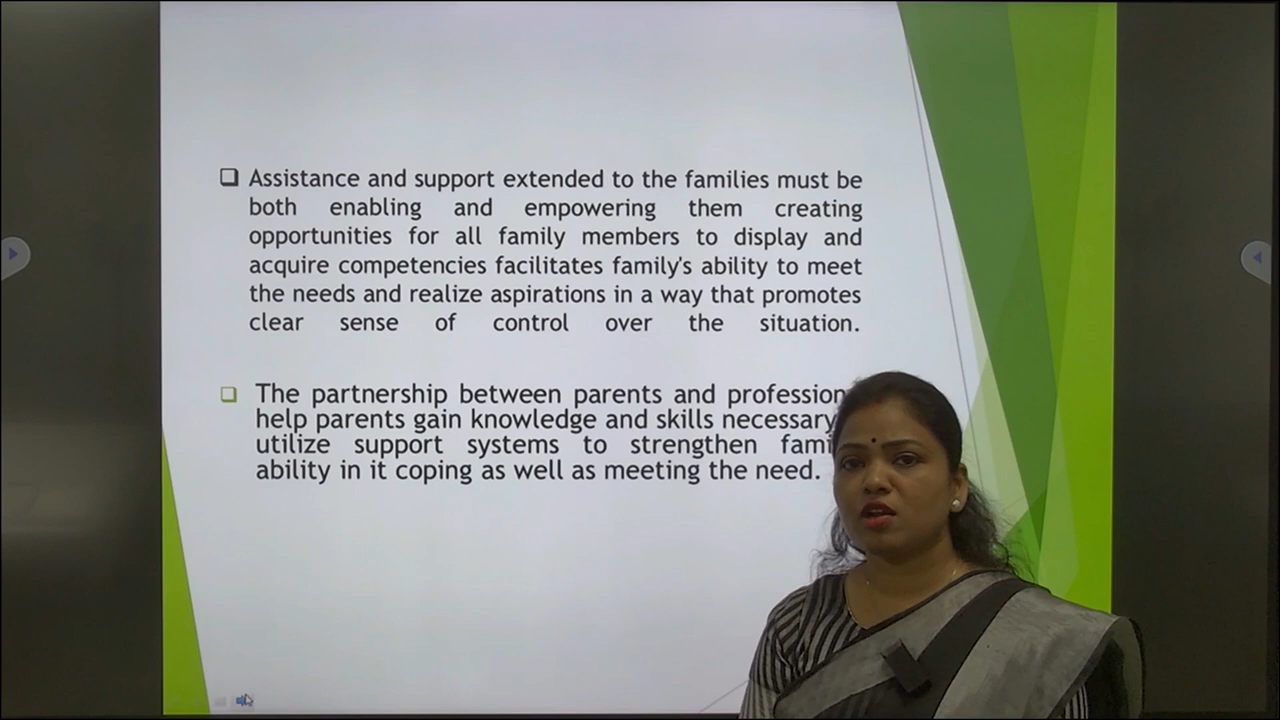 Assistance and support extended to the families must be
both enabling and empowering them creating
opportunities for all family members to display and
acquire competencies facilitates family's ability to meet
the needs and realize aspirations in a way that promotes
clear sense of control over the situation.
The partnership between parents and
help parents gain knowledge and skills necessary
utilize support systems to strengthen
ability in it coping as well as meeting the need.